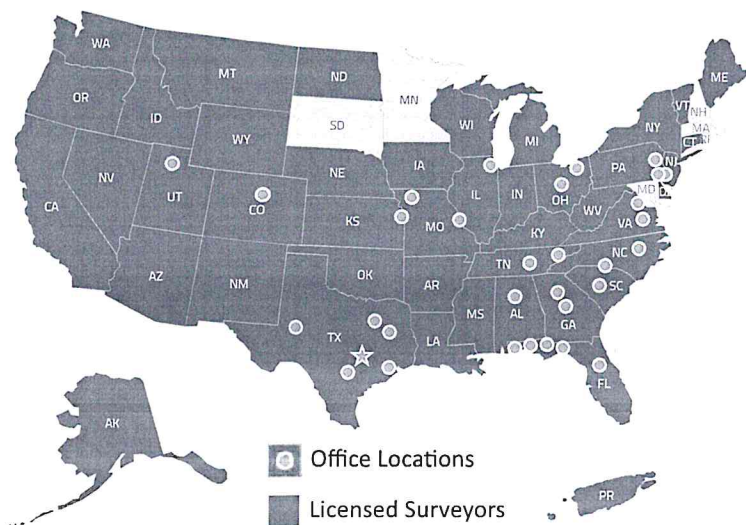 WA
MT
ND
MN
ME
OR
ID
SD
WI
VT
NH
WY
MI
NY
MA
CT
RI
NE
IA
PA
NJ
NV
UT
IL
IN
OH
MD
CO
WV
VA
CA
KS
MO
KY
NC
TN
OK
AR
SC
AZ
NM
MS
AL
GA
TX
LA
FL
AK
Office Locations
PR
Licensed Surveyors